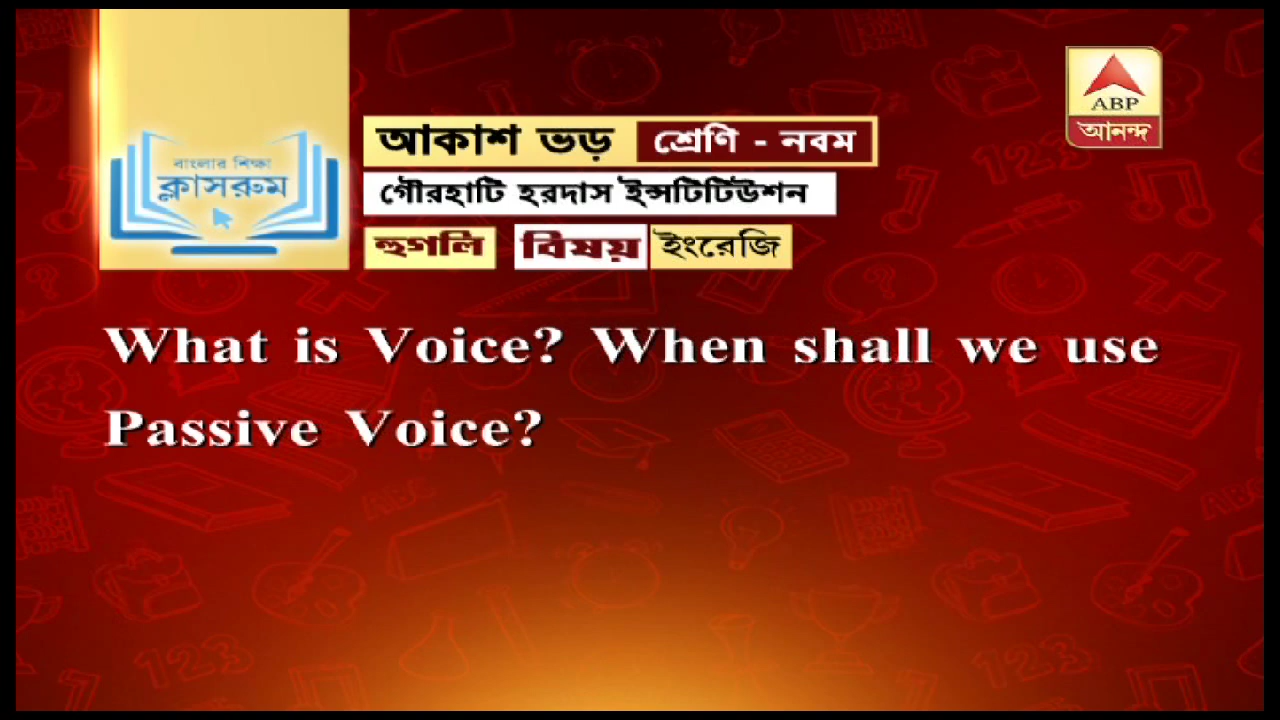 ABP
আনন্দ
বাংলার শিক্ষা
ক্লাসরুম
আকাশ ভড় শ্রেণি - নবম
গৌরহাটি হরদাস ইন্সটিটিউশন
হুগলি বিষয় ইংরেজি
What is Voice? When shall we use
Passive Voice?